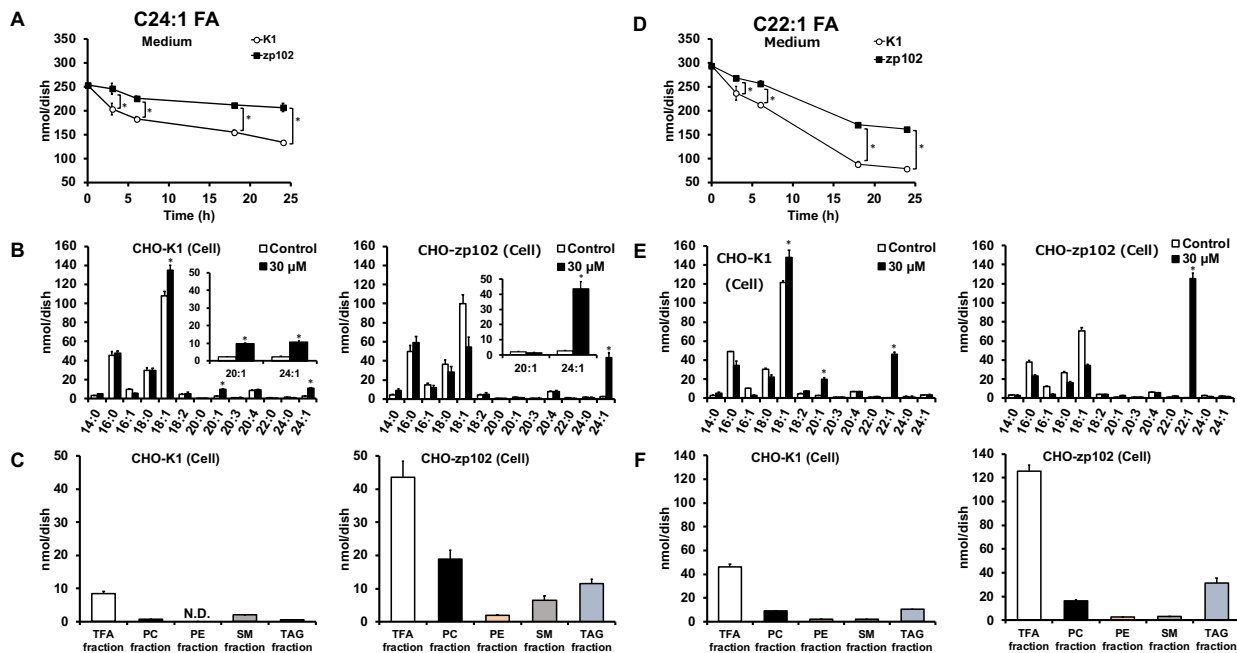 A
C24:1 FA
Medium
K1
zp102
350
300
250
200
150
100
50
nmol/dish
* * * *
0 5 10 15 20 25
Time (h)
D
C22:1 FA
Medium
K1
zp102
350
300
250
200
150
100
50
nmol/dish
* * * *
0 5 10 15 20 25
Time (h)
B
CHO-K1 (Cell)
Control
30 μM
160
140
120
100
80
60
40
20
0
nmol/dish
* * *
50
40
30
20
10
0
* *
20:1 24:1
14:0 16:0 16:1 18:0 18:1 18:2 20:1 20:3 20:4 22:0 24:0 24:1
CHO-zp102 (Cell)
Control
30 μM
160
140
120
100
80
60
40
20
0
nmol/dish
*
50
40
30
20
10
0
*
20:1 24:1
14:0 16:0 16:1 18:0 18:1 18:2 20:1 20:3 20:4 22:0 24:0 24:1
E
CHO-K1
(Cell)
Control
30 μM
160
140
120
100
80
60
40
20
0
nmol/dish
* * *
14:0 16:0 16:1 18:0 18:1 18:2 20:1 20:3 20:4 22:0 22:1 24:0 24:1
CHO-zp102 (Cell)
Control
30 μM
160
140
120
100
80
60
40
20
0
nmol/dish
*
14:0 16:0 16:1 18:0 18:1 18:2 20:1 20:3 20:4 22:0 22:1 24:0 24:1
C
CHO-K1 (Cell)
50
40
30
20
10
0
nmol/dish
N.D.
TFA PC PE SM TAG
fraction fraction fraction fraction fraction
CHO-zp102 (Cell)
50
40
30
20
10
0
nmol/dish
TFA PC PE SM TAG
fraction fraction fraction fraction fraction
F
CHO-K1 (Cell)
140
120
100
80
60
40
20
0
nmol/dish
TFA PC PE SM TAG
fraction fraction fraction fraction fraction
CHO-zp102 (Cell)
140
120
100
80
60
40
20
0
nmol/dish
TFA PC PE SM TAG
fraction fraction fraction fraction fraction